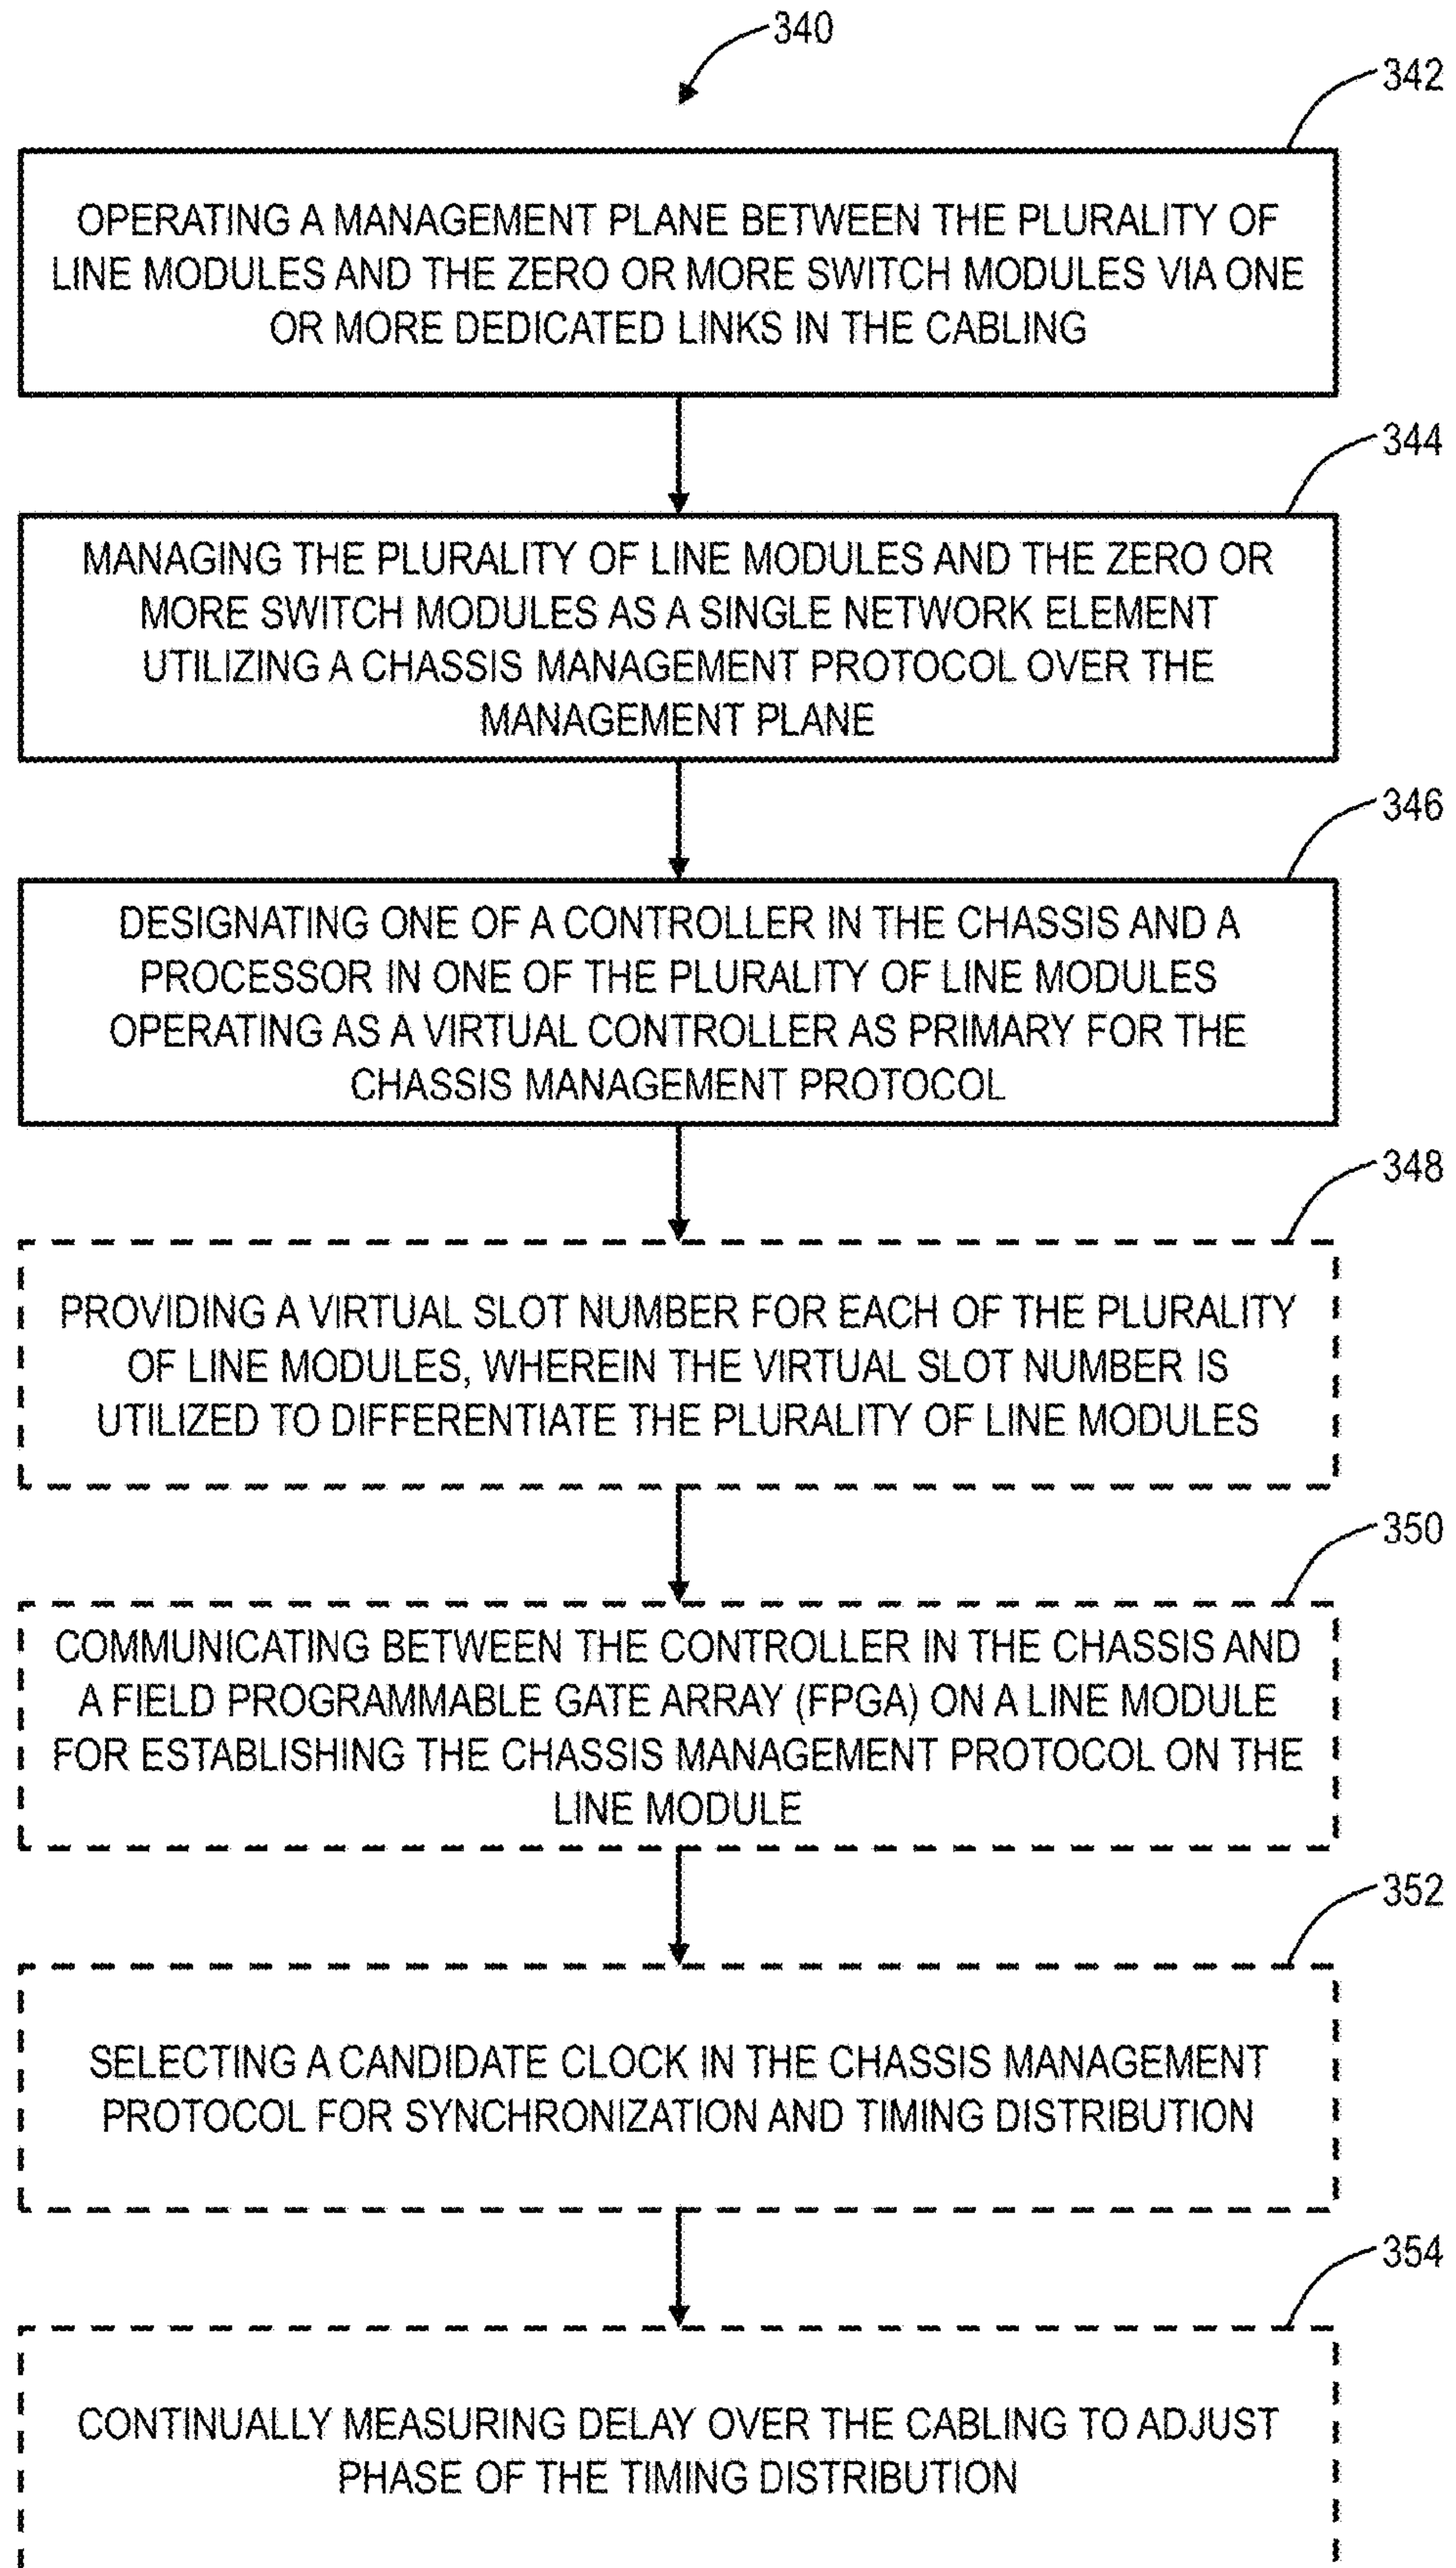 340
342
OPERATING A MANAGEMENT PLANE BETWEEN THE PLURALITY OF
LINE MODULES AND THE ZERO OR MORE SWITCH MODULES VIA ONE
OR MORE DEDICATED LINKS IN THE CABLING
344
MANAGING THE PLURALITY OF LINE MODULES AND THE ZERO OR
MORE SWITCH MODULES AS A SINGLE NETWORK ELEMENT
UTILIZING A CHASSIS MANAGEMENT PROTOCOL OVER THE
MANAGEMENT PLANE
346
DESIGNATING ONE OF A CONTROLLER IN THE CHASSIS AND A
PROCESSOR IN ONE OF THE PLURALITY OF LINE MODULES
OPERATING AS A VIRTUAL CONTROLLER AS PRIMARY FOR THE
CHASSIS MANAGEMENT PROTOCOL
348
PROVIDING A VIRTUAL SLOT NUMBER FOR EACH OF THE PLURALITY
OF LINE MODULES, WHEREIN THE VIRTUAL SLOT NUMBER IS
UTILIZED TO DIFFERENTIATE THE PLURALITY OF LINE MODULES
350
COMMUNICATING BETWEEN THE CONTROLLER IN THE CHASSIS AND
A FIELD PROGRAMMABLE GATE ARRAY (FPGA) ON A LINE MODULE
FOR ESTABLISHING THE CHASSIS MANAGEMENT PROTOCOL ON THE
LINE MODULE
352
SELECTING A CANDIDATE CLOCK IN THE CHASSIS MANAGEMENT
PROTOCOL FOR SYNCHRONIZATION AND TIMING DISTRIBUTION
354
CONTINUALLY MEASURING DELAY OVER THE CABLING TO ADJUST
PHASE OF THE TIMING DISTRIBUTION